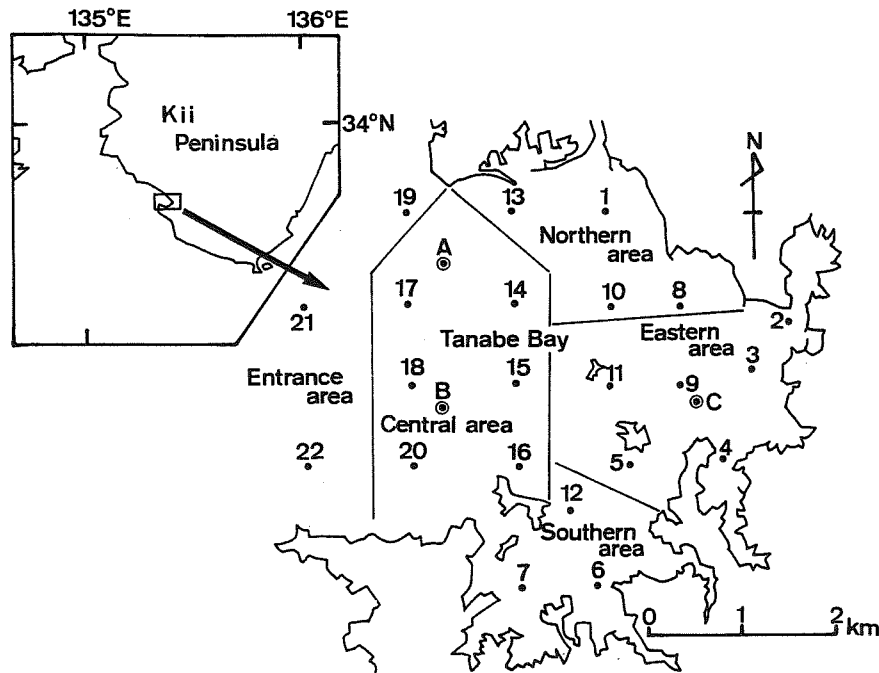 135°E
136°E
Kii
Peninsula
34°N
N
19
13
1
A
Northern
area
17
14
10
8
2
21
Tanabe Bay
Eastern
area
3
18
15
11
9
C
Entrance
area
B
Central area
22
20
16
5
4
12
Southern
area
7
6
0
1
2
km